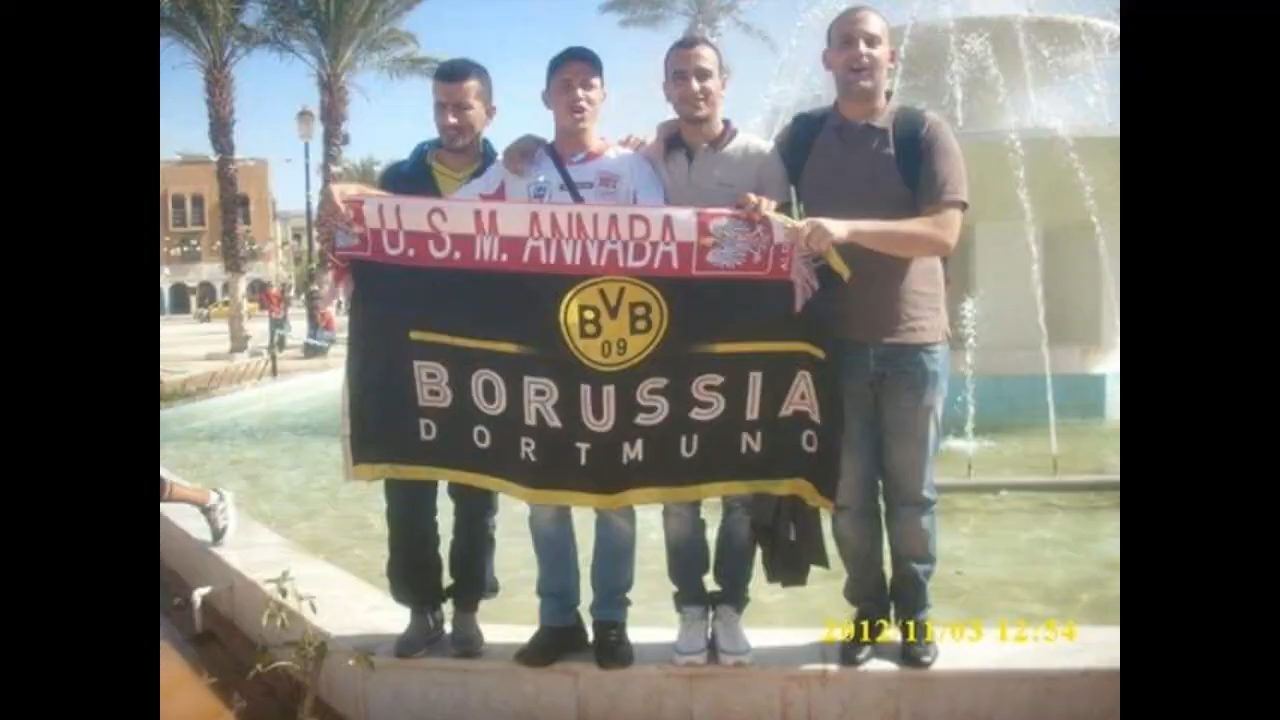 U. S. M. ANNABA
BVB
09
BORUSSIA
DORTMUND
2012/11/03 12:54